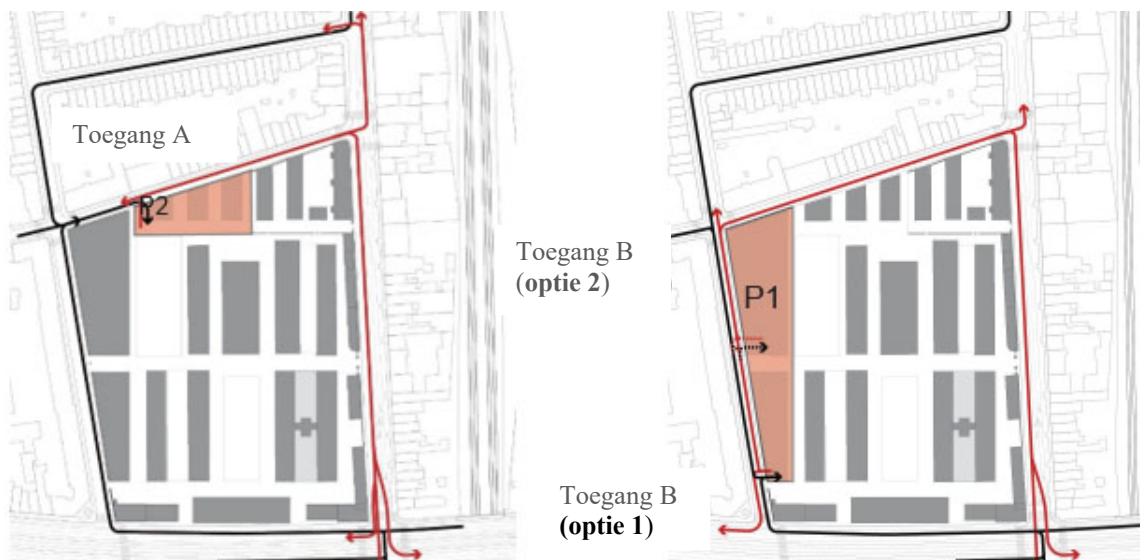 Toegang A
P2
Toegang B
(optie 2)
P1
Toegang B
(optie 1)